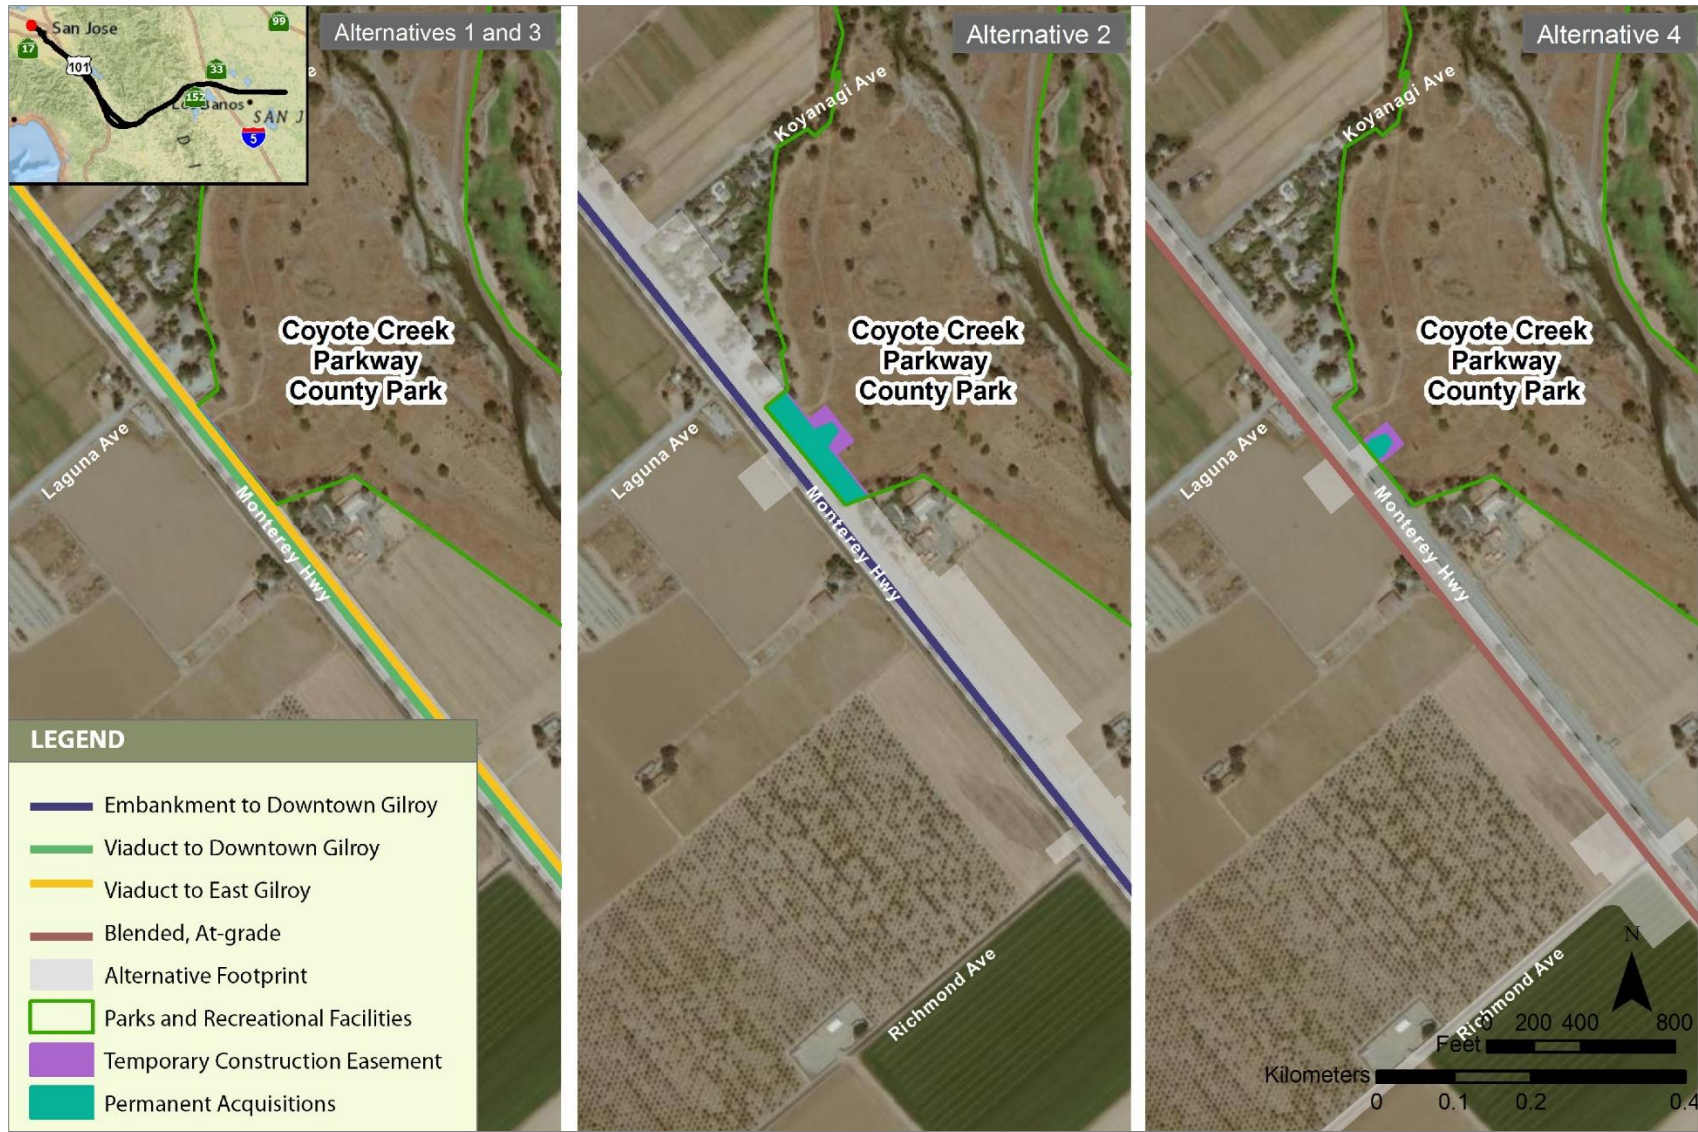 San Jose
99
17
101
33
152
Los Banos
SAN J
D I
5
e
Alternatives 1 and 3
Coyote Creek
Parkway
County Park
Laguna Ave
Monterey Hwy
Alternative 2
Koyanagi Ave
Coyote Creek
Parkway
County Park
Laguna Ave
Monterey Hwy
Richmond Ave
Alternative 4
Koyanagi Ave
Coyote Creek
Parkway
County Park
Laguna Ave
Monterey Hwy
Richmond Ave
LEGEND
Embankment to Downtown Gilroy
Viaduct to Downtown Gilroy
Viaduct to East Gilroy
Blended, At-grade
Alternative Footprint
Parks and Recreational Facilities
Temporary Construction Easement
Permanent Acquisitions
N
0 200 400 800
Feet
Kilometers
0 0.1 0.2 0.4